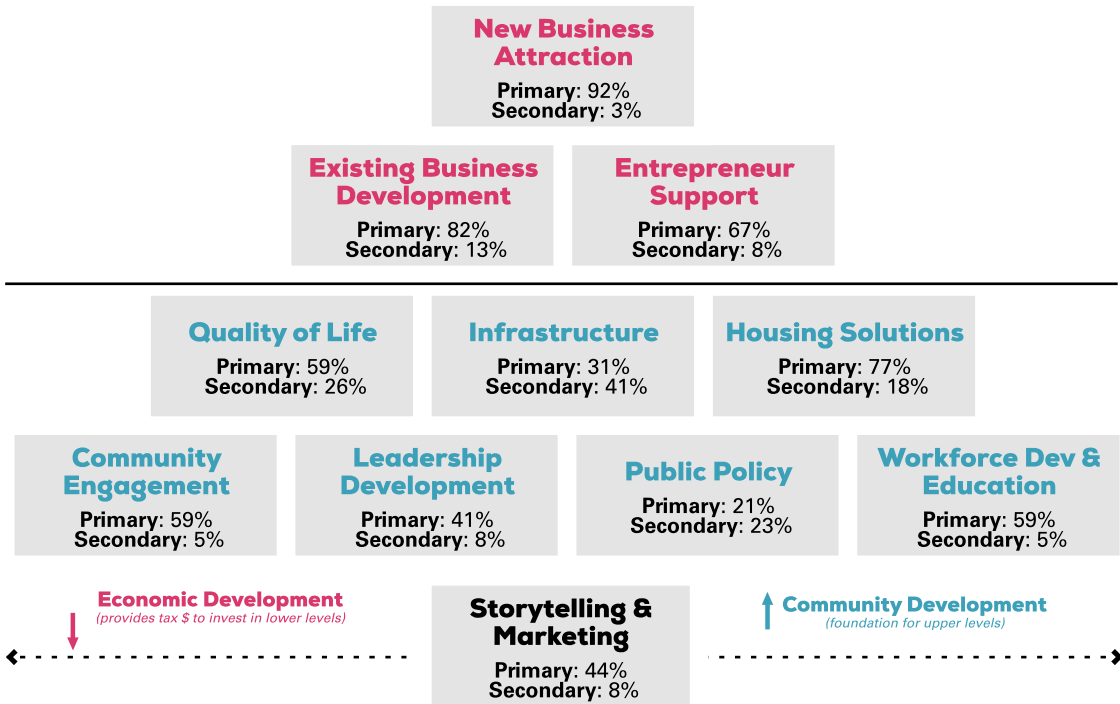 New Business
Attraction
Primary: 92%
Secondary: 3%
Existing Business
Development
Primary: 82%
Secondary: 13%
Entrepreneur
Support
Primary: 67%
Secondary: 8%
Quality of Life
Primary: 59%
Secondary: 26%
Infrastructure
Primary: 31%
Secondary: 41%
Housing Solutions
Primary: 77%
Secondary: 18%
Community
Engagement
Primary: 59%
Secondary: 5%
Leadership
Development
Primary: 41%
Secondary: 8%
Public Policy
Primary: 21%
Secondary: 23%
Workforce Dev &
Education
Primary: 59%
Secondary: 5%
Economic Development
(provides tax $ to invest in lower levels)
Storytelling &
Marketing
Primary: 44%
Secondary: 8%
Community Development
(foundation for upper levels)